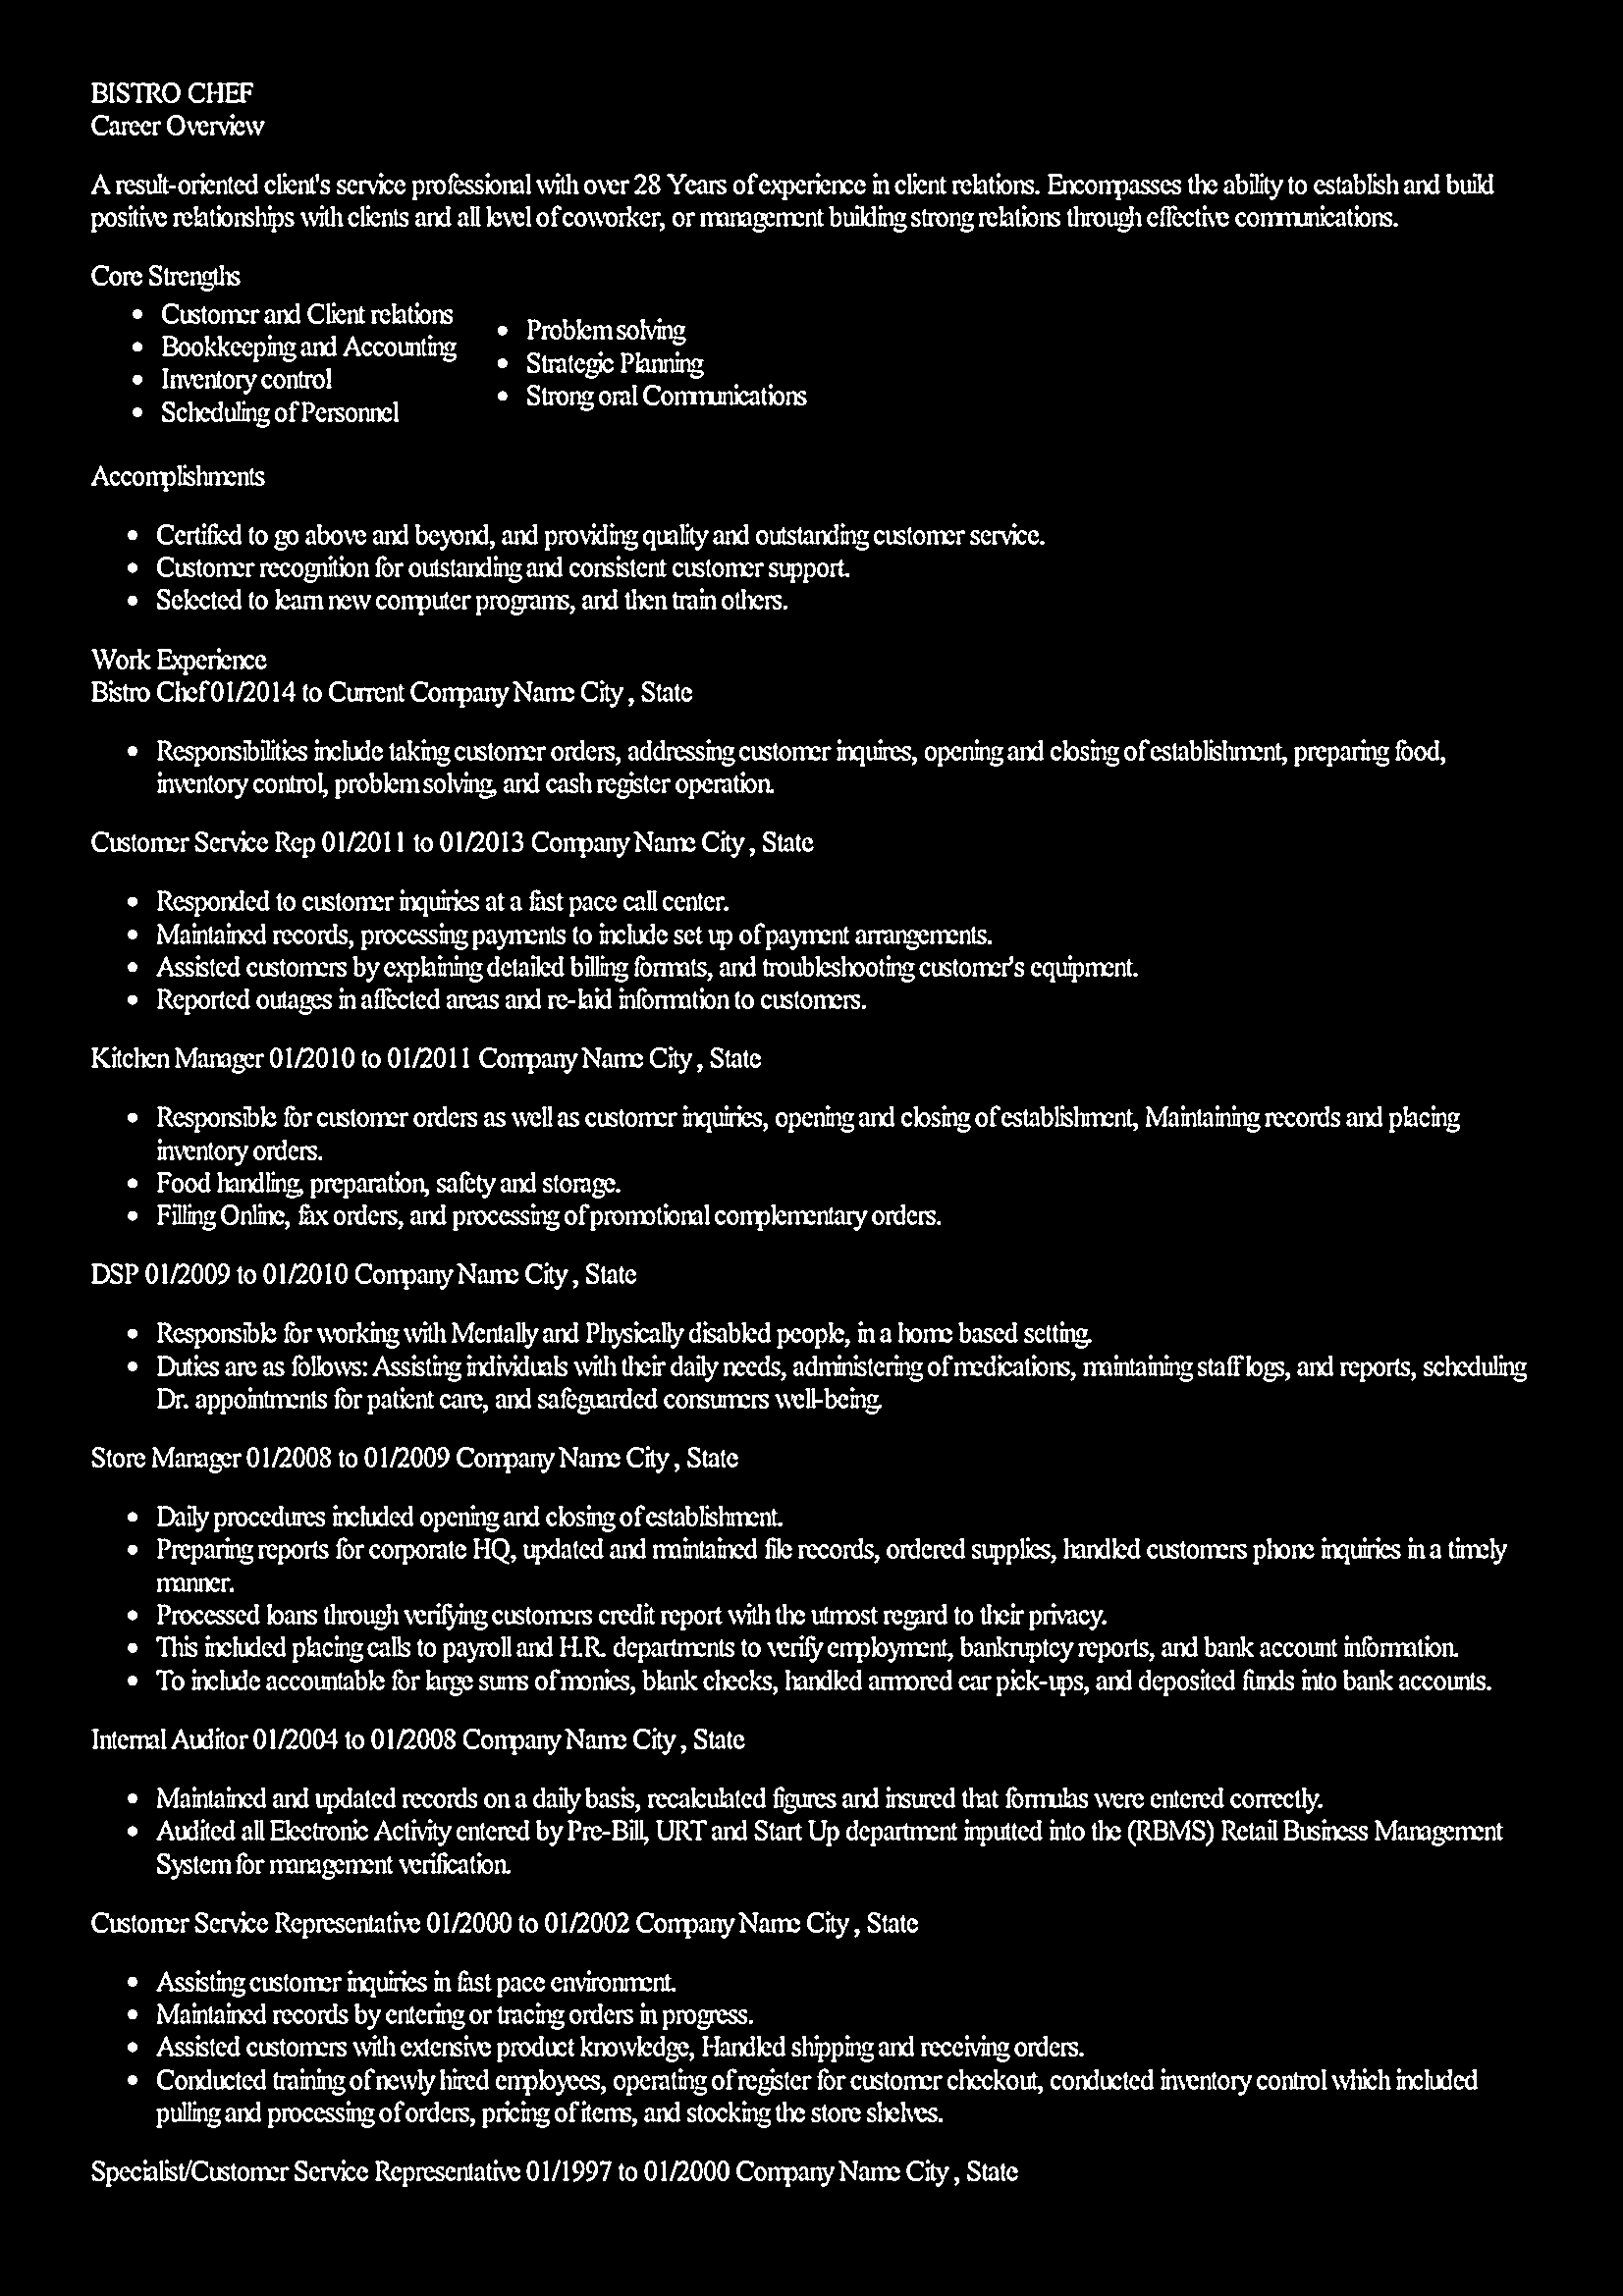 BISTRO CHEF
Career Overview
A result-oriented client's service professional with over 28 Years of experience in client relations. Encompasses the ability to establish and build
positive relationships with clients and all level of coworker, or management building strong relations through effective communications.
Core Strengths
Customer and Client relations
Bookkeeping and Accounting
Inventory control
Scheduling of Personnel
Problem solving
Strategic Planning
Strong oral Communications
Accomplishments
Certified to go above and beyond, and providing quality and outstanding customer service.
Customer recognition for outstanding and consistent customer support.
Selected to learn new computer programs, and then train others.
Work Experience
Bistro Chef 01/2014 to Current Company Name City , State
Responsibilities include taking customer orders, addressing customer inquires, opening and closing of establishment, preparing food,
inventory control, problem solving, and cash register operation.
Customer Service Rep 01/2011 to 01/2013 Company Name City , State
Responded to customer inquiries at a fast pace call center.
Maintained records, processing payments to include set up of payment arrangements.
Assisted customers by explaining detailed billing formats, and troubleshooting customer's equipment.
Reported outages in affected areas and re-laid information to customers.
Kitchen Manager 01/2010 to 01/2011 Company Name City , State
Responsible for customer orders as well as customer inquiries, opening and closing of establishment, Maintaining records and placing
inventory orders.
Food handling, preparation, safety and storage.
Filling Online, fax orders, and processing of promotional complementary orders.
DSP 01/2009 to 01/2010 Company Name City , State
Responsible for working with Mentally and Physically disabled people, in a home based setting.
Duties are as follows: Assisting individuals with their daily needs, administering of medications, maintaining staff logs, and reports, scheduling
Dr. appointments for patient care, and safeguarded consumers well-being.
Store Manager 01/2008 to 01/2009 Company Name City , State
Daily procedures included opening and closing of establishment.
Preparing reports for corporate HQ, updated and maintained file records, ordered supplies, handled customers phone inquiries in a timely
manner.
Processed loans through verifying customers credit report with the utmost regard to their privacy.
This included placing calls to payroll and H.R. departments to verify employment, bankruptcy reports, and bank account information.
To include accountable for large sums of monies, blank checks, handled armored car pick-ups, and deposited funds into bank accounts.
Internal Auditor 01/2004 to 01/2008 Company Name City , State
Maintained and updated records on a daily basis, recalculated figures and insured that formulas were entered correctly.
Audited all Electronic Activity entered by Pre-Bill, URT and Start Up department inputted into the (RBMS) Retail Business Management
System for management verification.
Customer Service Representative 01/2000 to 01/2002 Company Name City , State
Assisting customer inquiries in fast pace environment.
Maintained records by entering or tracing orders in progress.
Assisted customers with extensive product knowledge, Handled shipping and receiving orders.
Conducted training of newly hired employees, operating of register for customer checkout, conducted inventory control which included
pulling and processing of orders, pricing of items, and stocking the store shelves.
Specialist/Customer Service Representative 01/1997 to 01/2000 Company Name City , State